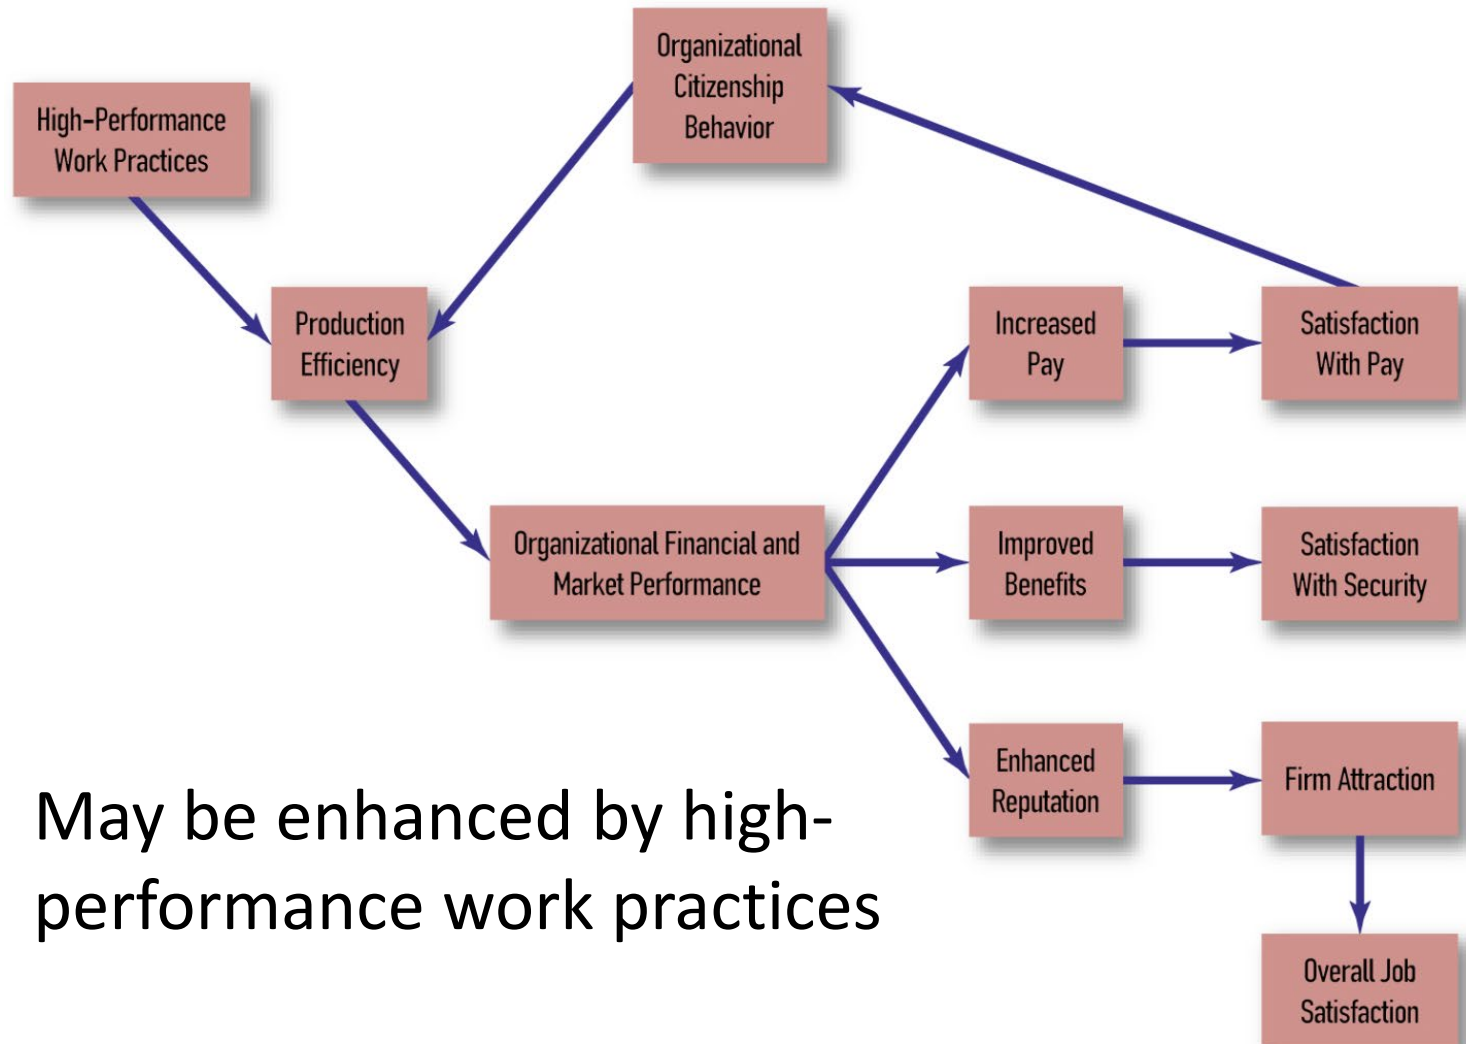 Organizational
Citizenship
Behavior
High-Performance
Work Practices
Production
Efficiency
Increased
Pay
Satisfaction
With Pay
Organizational Financial and
Market Performance
Improved
Benefits
Satisfaction
With Security
Enhanced
Reputation
Firm Attraction
May be enhanced by high-
performance work practices
Overall Job
Satisfaction